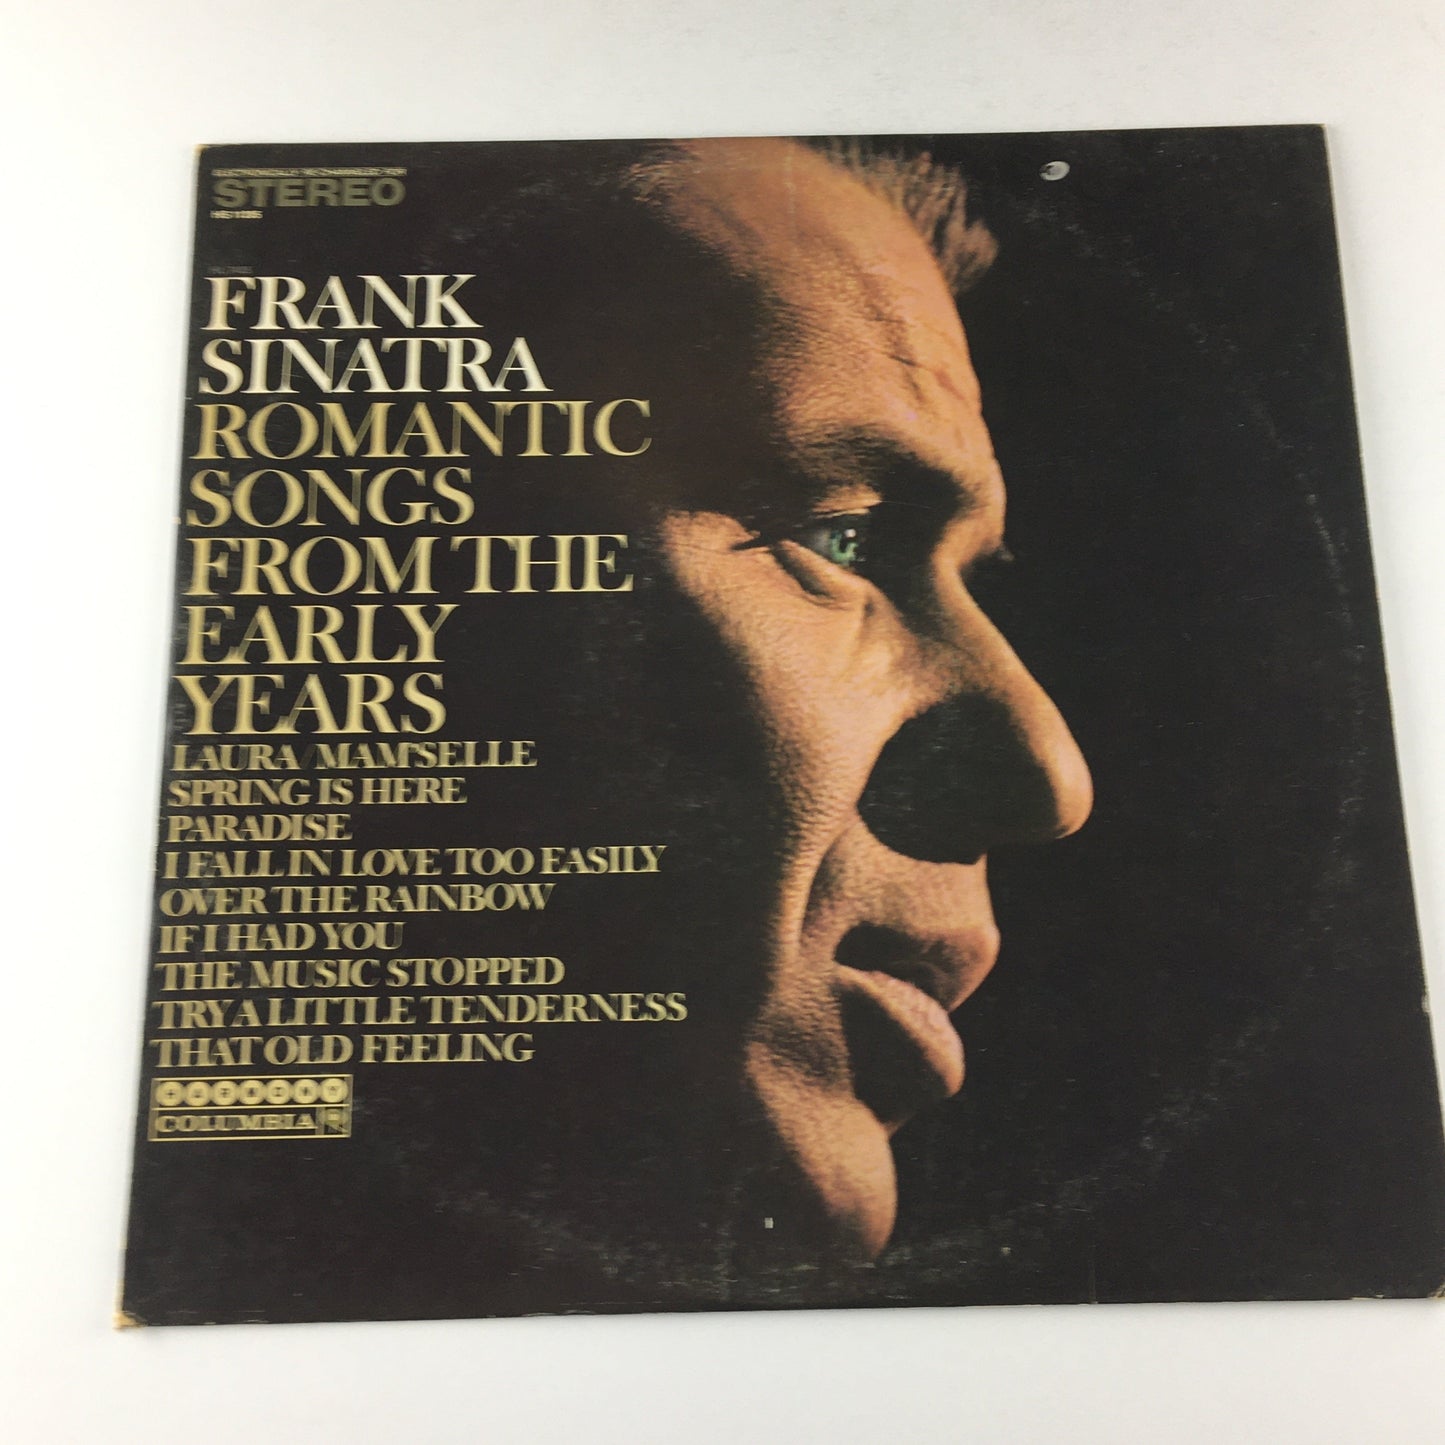 STEREO
FRANK
SINATRA
ROMANTIC
SONGS
FROM THE
EARLY
YEARS
LAURA/MAM'SELLE
SPRING IS HERE
PARADISE
I FALL IN LOVE TOO EASILY
OVER THE RAINBOW
IF I HAD YOU
THE MUSIC STOPPED
TRY A LITTLE TENDERNESS
THAT OLD FEELING
HARMONY
COLUMBIA